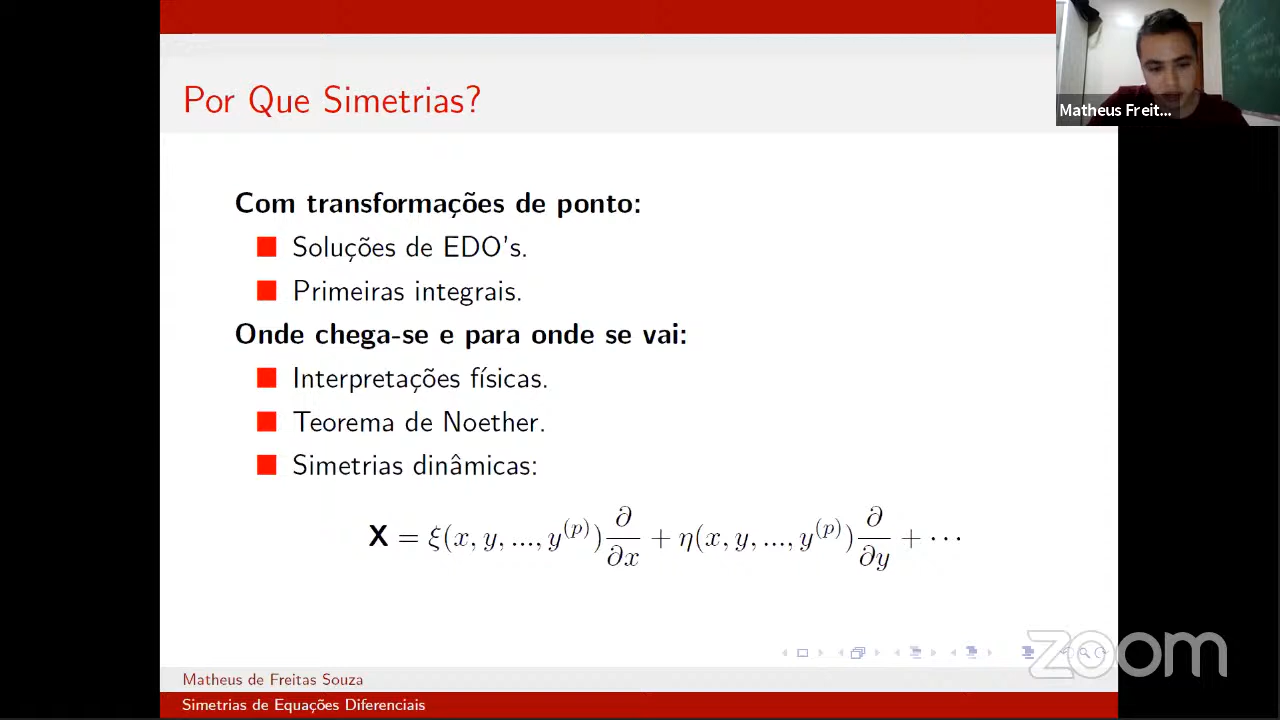 Por Que Simetrias?
Matheus Freit...
Com transformações de ponto:
Soluções de EDO's.
Primeiras integrais.
Onde chega-se e para onde se vai:
Interpretações físicas.
Teorema de Noether.
Simetrias dinâmicas:
X = ξ(x, y, ..., y^(p)) ∂/∂x + η(x, y, ..., y^(p)) ∂/∂y + ···
zoom
Matheus de Freitas Souza
Simetrias de Equações Diferenciais